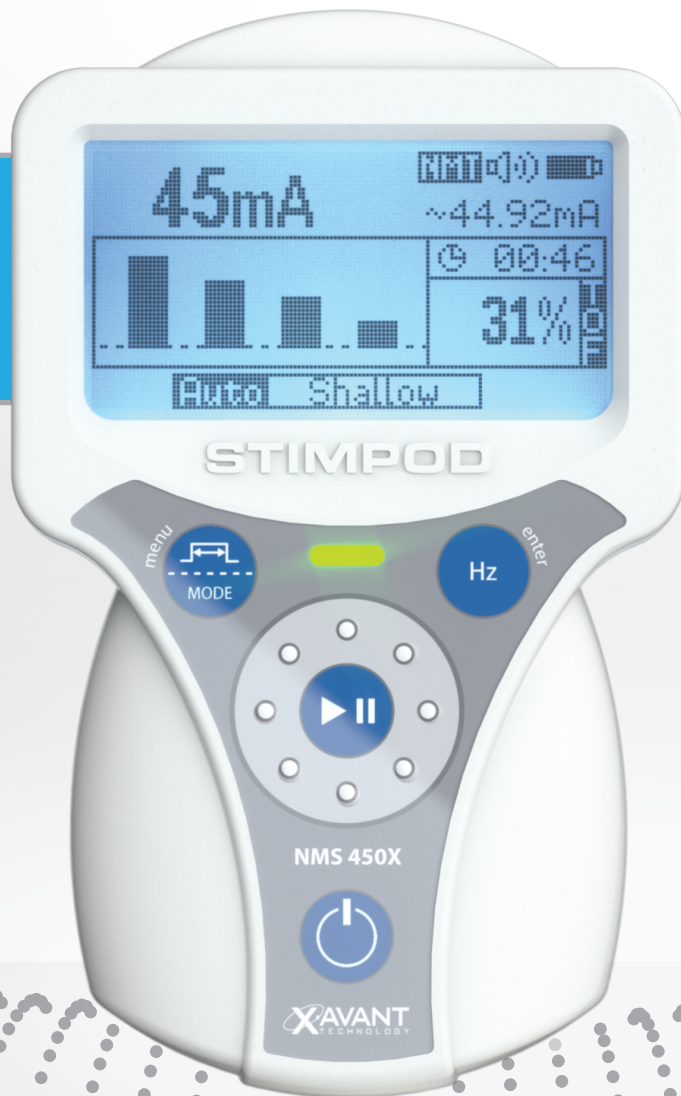 45mA
NMT
~44.92mA
00:46
31%
TOF
Auto Shallow
STIMPOD
menu
enter
MODE
Hz
NMS 450X
XAVANT
TECHNOLOGY